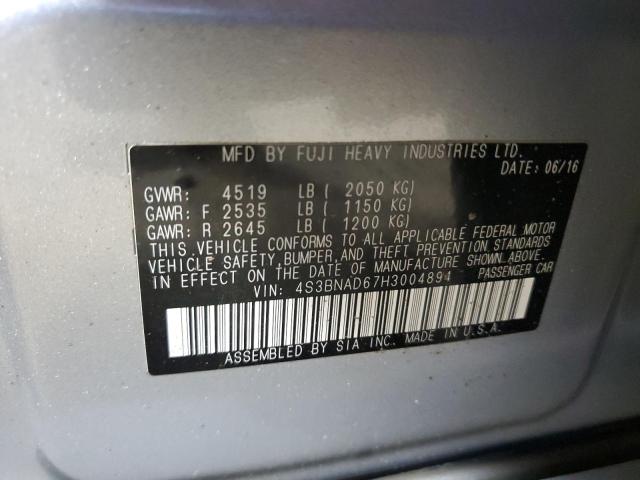 MFD BY FUJI HEAVY INDUSTRIES LTD.
DATE: 06/16
GVWR: 4519 LB ( 2050 KG)
GAWR: F 2535 LB ( 1150 KG)
GAWR: R 2645 LB ( 1200 KG)
THIS VEHICLE CONFORMS TO ALL APPLICABLE FEDERAL MOTOR
VEHICLE SAFETY, BUMPER, AND THEFT PREVENTION STANDARDS
IN EFFECT ON THE DATE OF MANUFACTURE SHOWN ABOVE.
VIN: 4S3BNAD67H3004894 PASSENGER CAR
ASSEMBLED BY SIA INC. MADE IN U.S.A.